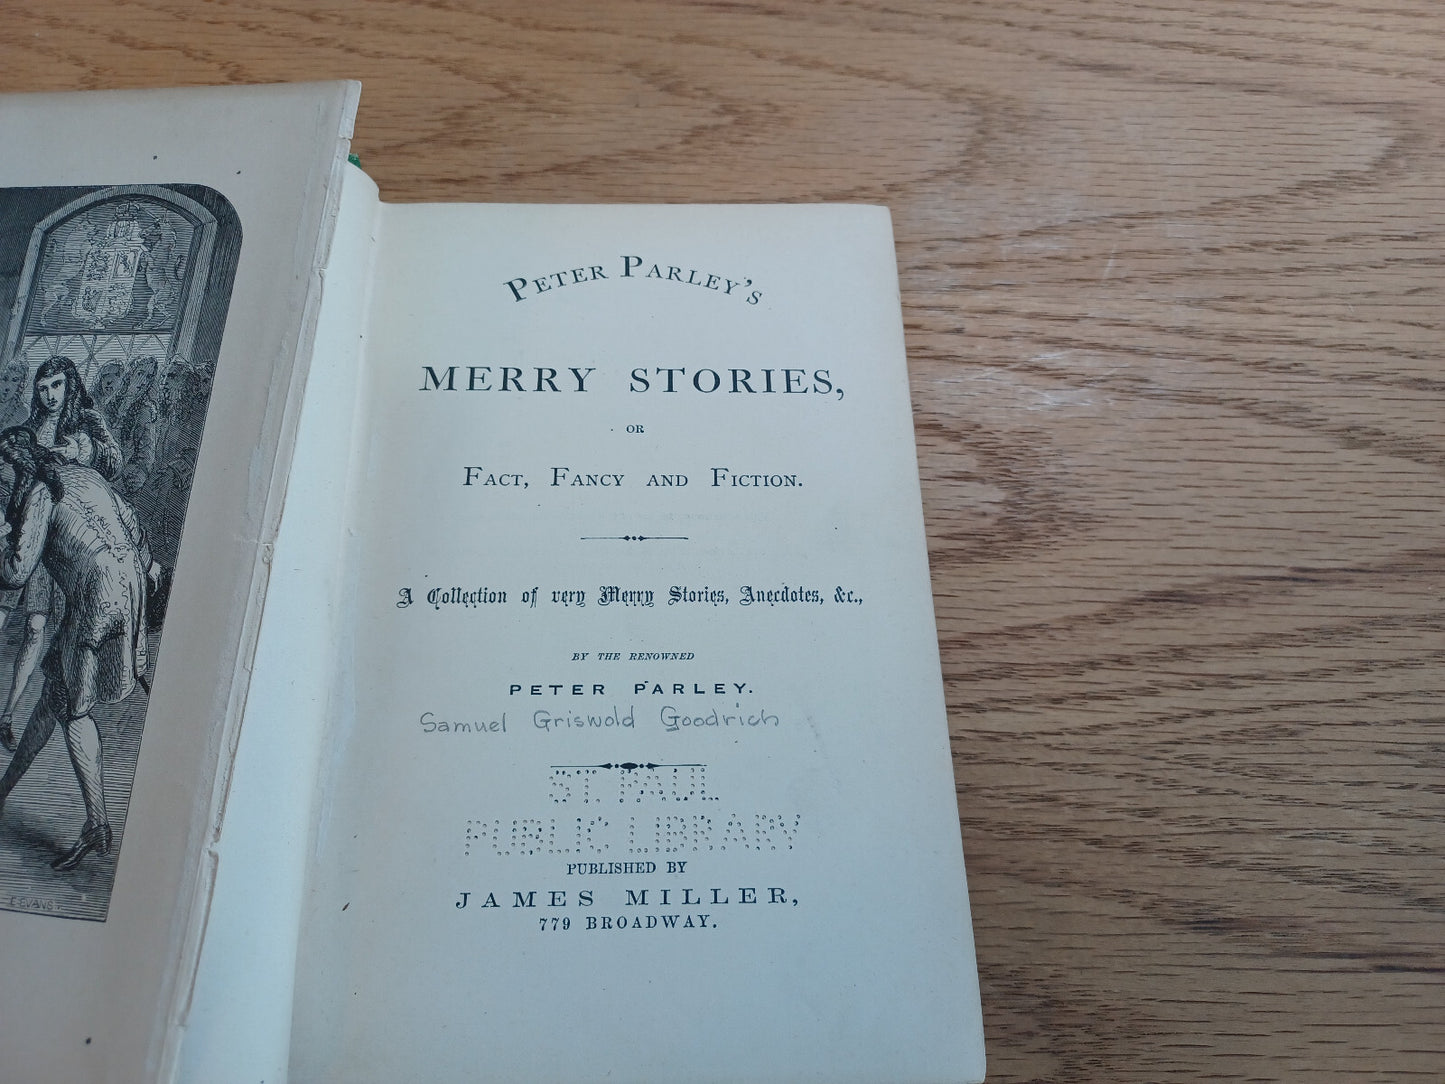 E. EVANS.
PETER PARLEY'S
MERRY STORIES,
OR
FACT, FANCY AND FICTION.
A Collection of very Merry Stories, Anecdotes, &c.,
BY THE RENOWNED
PETER PARLEY.
Samuel Griswold Goodrich
ST. PAUL
PUBLIC LIBRARY
PUBLISHED BY
JAMES MILLER,
779 BROADWAY.